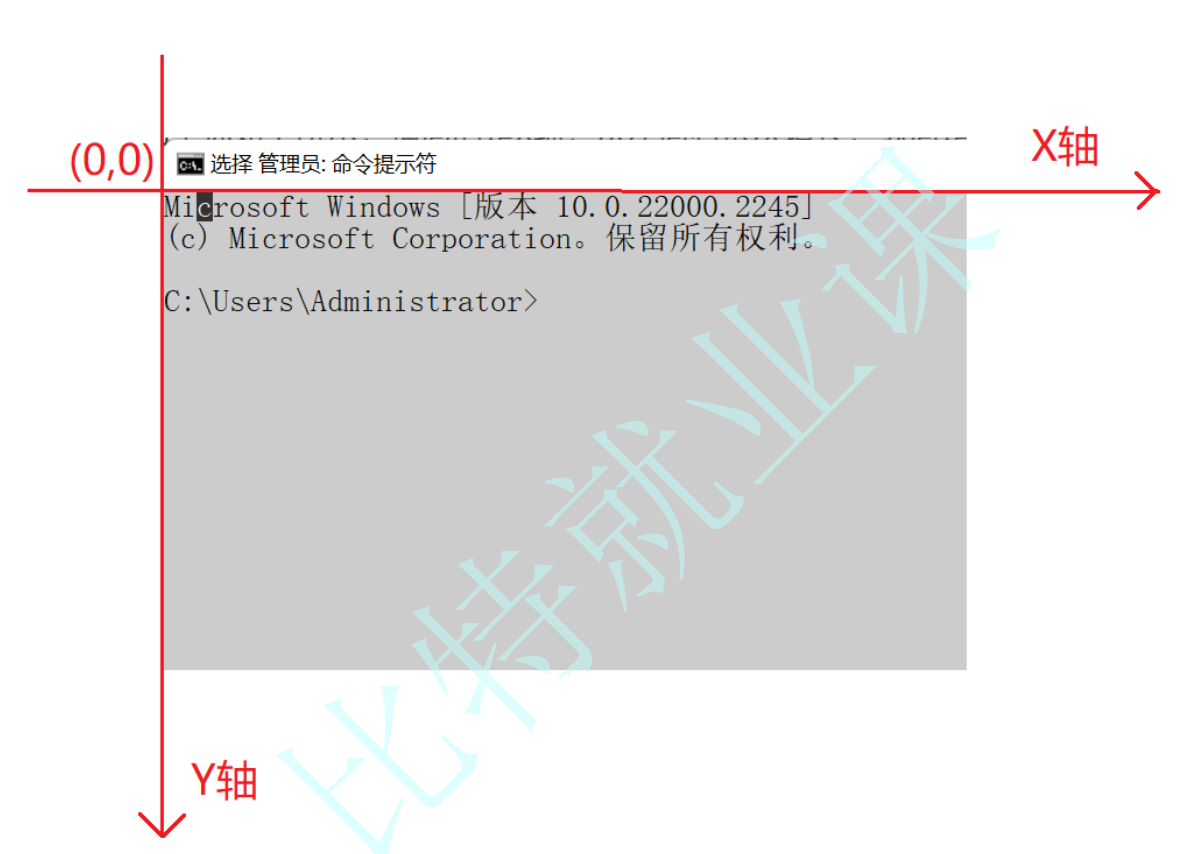 X轴
(0,0)
选择 管理员: 命令提示符
Microsoft Windows [版本 10.0.22000.2245]
(c) Microsoft Corporation。保留所有权利。
C:\Users\Administrator>
Y轴
比特就业课